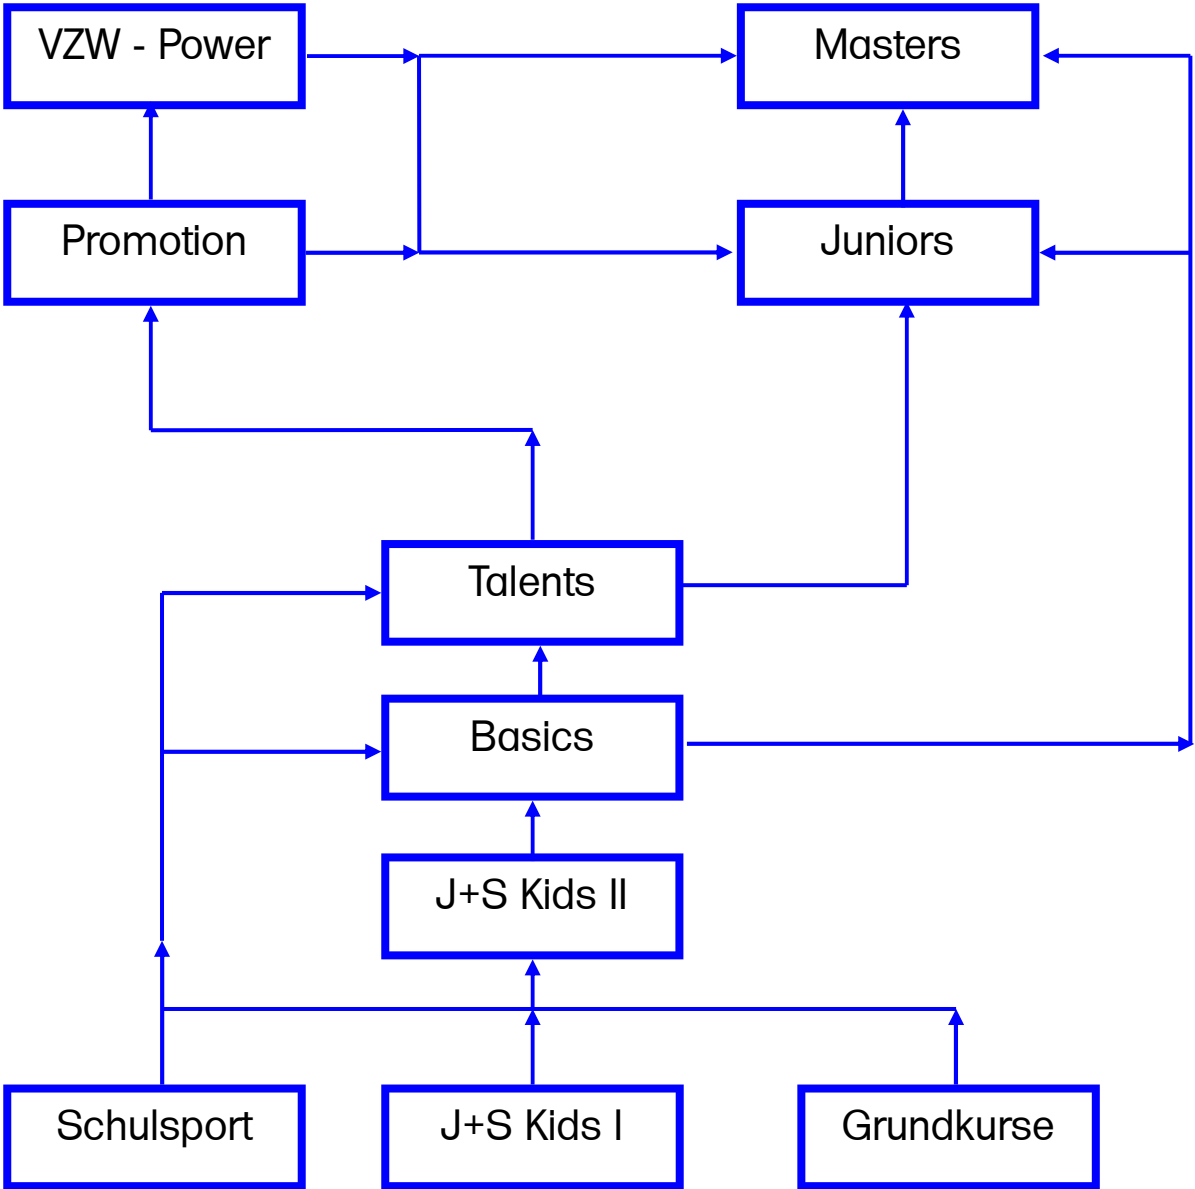 VZW - Power
Masters
Promotion
Juniors
Talents
Basics
J+S Kids II
Schulsport
J+S Kids I
Grundkurse